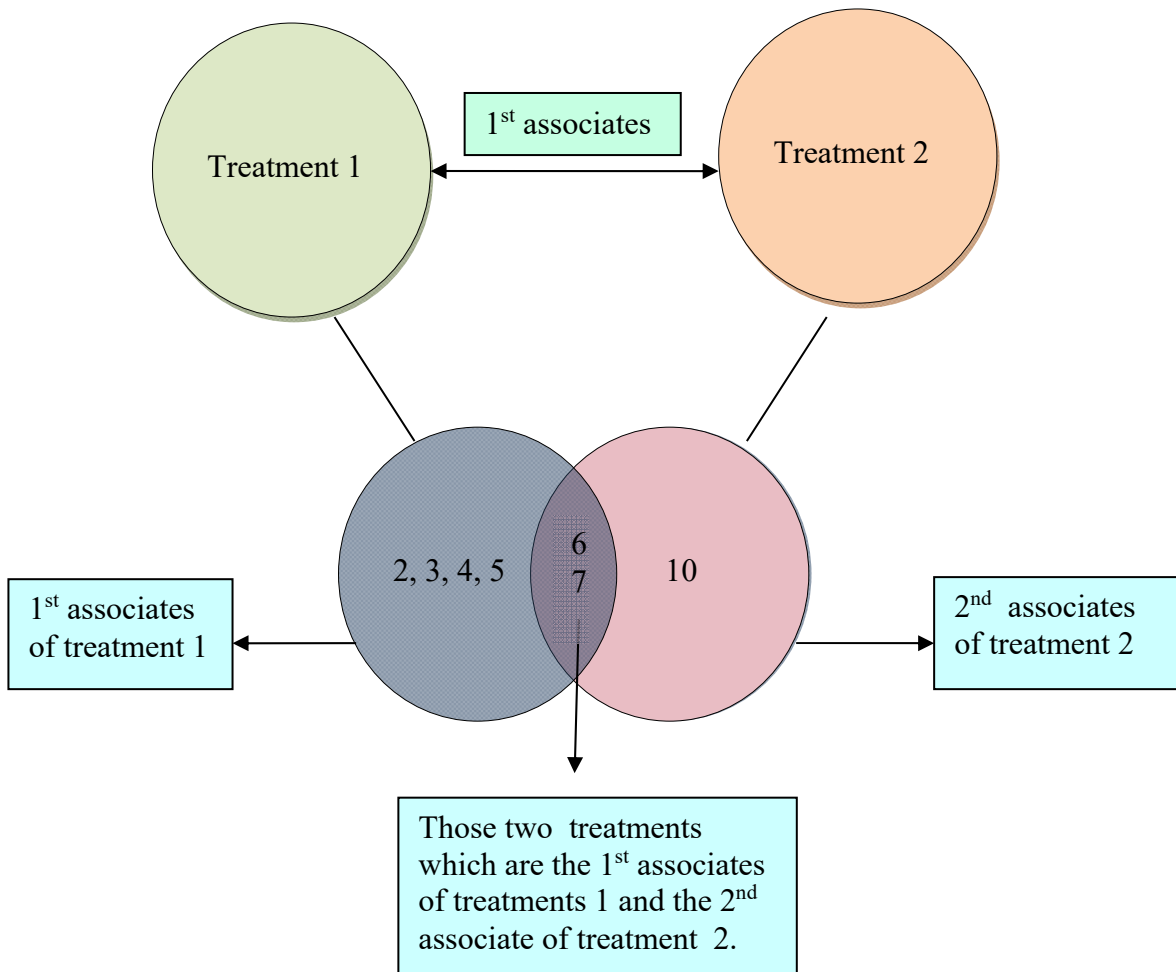 1st associates
Treatment 1
Treatment 2
2, 3, 4, 5
6
7
10
1st associates
of treatment 1
2nd associates
of treatment 2
Those two treatments
which are the 1st associates
of treatments 1 and the 2nd
associate of treatment 2.